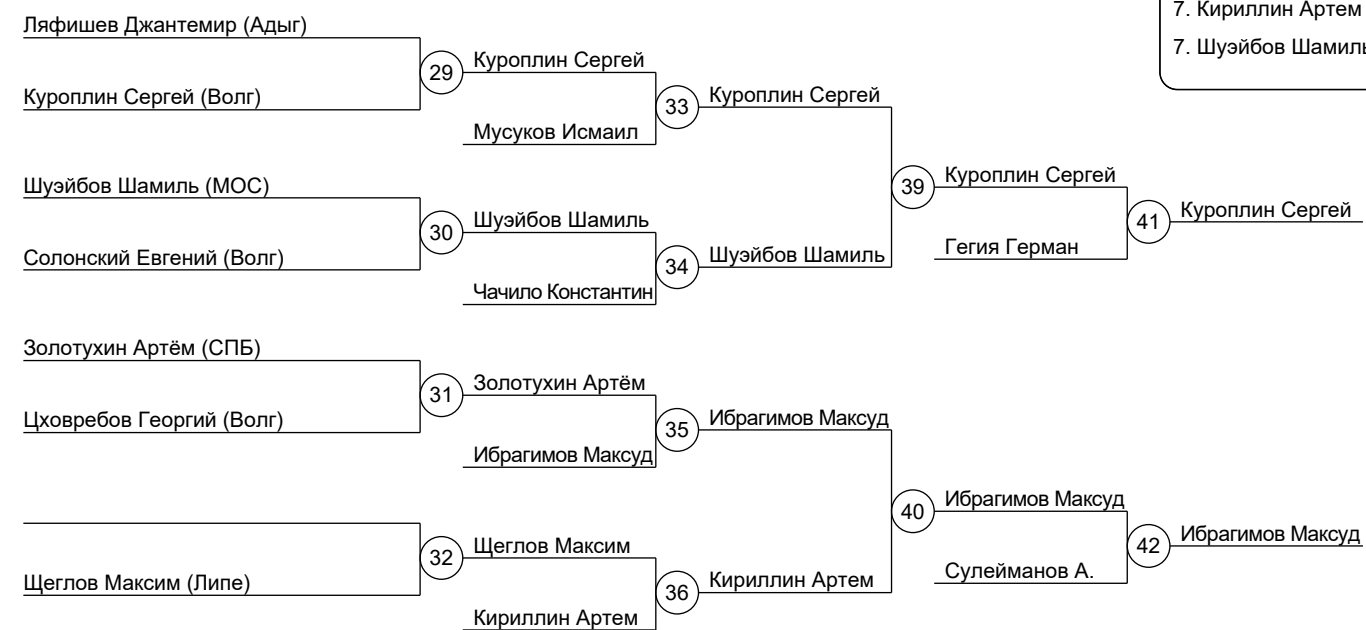 7. Кириллин Артем
7. Шуэйбов Шамиль
Ляфишев Джантемир (Адыг)
Куроплин Сергей (Волг)
29
Куроплин Сергей
Мусуков Исмаил
33
Куроплин Сергей
Шуэйбов Шамиль (МОС)
Солонский Евгений (Волг)
30
Шуэйбов Шамиль
Чачило Константин
34
Шуэйбов Шамиль
39
Куроплин Сергей
Гегия Герман
41
Куроплин Сергей
Золотухин Артём (СПБ)
Цховребов Георгий (Волг)
31
Золотухин Артём
Ибрагимов Максуд
35
Ибрагимов Максуд
Щеглов Максим (Липе)
32
Щеглов Максим
Кириллин Артем
36
Кириллин Артем
40
Ибрагимов Максуд
Сулейманов А.
42
Ибрагимов Максуд